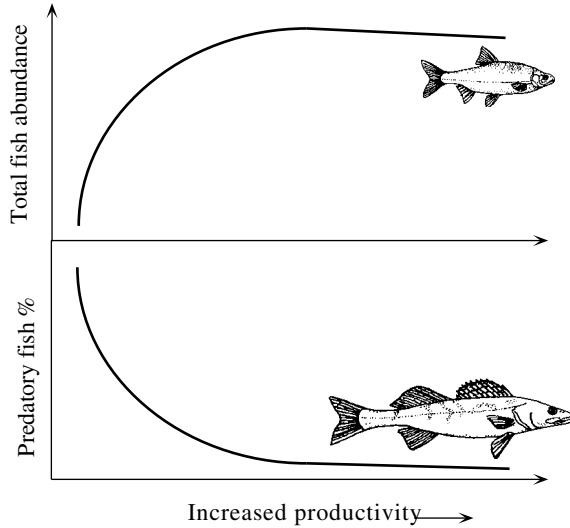 Total fish abundance
Predatory fish %
Increased productivity